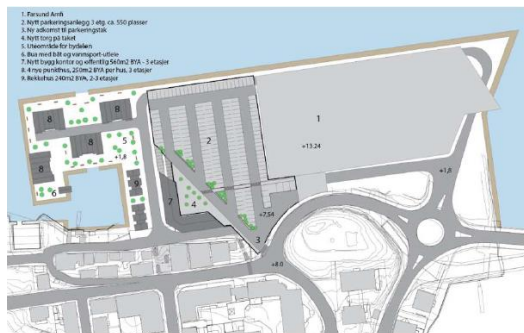 1. Farsund Amfi
2. Nytt parkeringsanlegg 3 etg. ca. 550 plasser
3. Ny adkomst til parkeringstak
4. Nytt torg på taket
5. Uteområde for bydelen
6. Bua med båt og vannsport-utleie
7. Nytt bygg kontor og offentlig 560m2 BYA - 3 etasjer
8. 4 nye punkthus, 250m2 BYA per hus, 3 etasjer
9. Rekkehus 240m2 BYA, 2-3 etasjer
8
8
1
2
8
5
+13.24
+1,8
8
+1,8
6
9
7
4
+7,54
3
+8.0